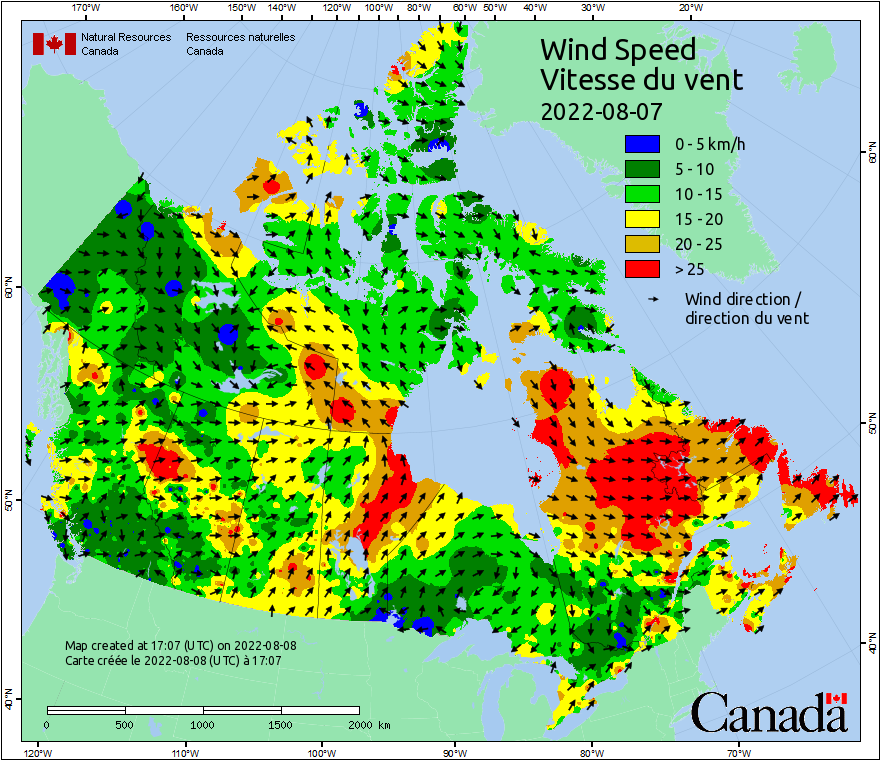 170°W 160°W 150°W 140°W 120°W 100°W 80°W 60°W 50°W 40°W 30°W 20°W
Natural Resources Ressources naturelles
Canada Canada
Wind Speed
Vitesse du vent
2022-08-07
0 - 5 km/h
5 - 10
10 - 15
15 - 20
20 - 25
> 25
Wind direction /
direction du vent
60°N
60°N
50°N
50°N
40°N
40°N
Map created at 17:07 (UTC) on 2022-08-08
Carte créée le 2022-08-08 (UTC) à 17:07
0 500 1000 1500 2000 km
Canada
120°W 110°W 100°W 90°W 80°W 70°W